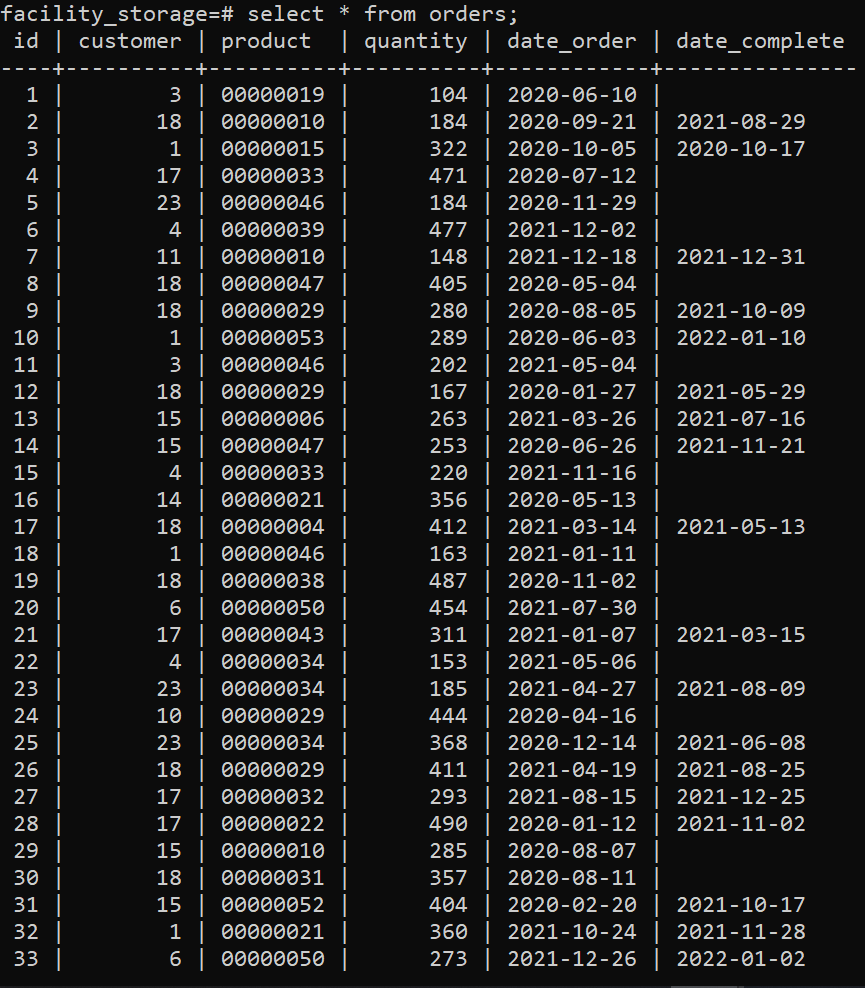 facility_storage=# select * from orders;
 id | customer | product  | quantity | date_order | date_complete
----+----------+----------+----------+------------+---------------
  1 |        3 | 00000019 |      104 | 2020-06-10 |
  2 |       18 | 00000010 |      184 | 2020-09-21 | 2021-08-29
  3 |        1 | 00000015 |      322 | 2020-10-05 | 2020-10-17
  4 |       17 | 00000033 |      471 | 2020-07-12 |
  5 |       23 | 00000046 |      184 | 2020-11-29 |
  6 |        4 | 00000039 |      477 | 2021-12-02 |
  7 |       11 | 00000010 |      148 | 2021-12-18 | 2021-12-31
  8 |       18 | 00000047 |      405 | 2020-05-04 |
  9 |       18 | 00000029 |      280 | 2020-08-05 | 2021-10-09
 10 |        1 | 00000053 |      289 | 2020-06-03 | 2022-01-10
 11 |        3 | 00000046 |      202 | 2021-05-04 |
 12 |       18 | 00000029 |      167 | 2020-01-27 | 2021-05-29
 13 |       15 | 00000006 |      263 | 2021-03-26 | 2021-07-16
 14 |       15 | 00000047 |      253 | 2020-06-26 | 2021-11-21
 15 |        4 | 00000033 |      220 | 2021-11-16 |
 16 |       14 | 00000021 |      356 | 2020-05-13 |
 17 |       18 | 00000004 |      412 | 2021-03-14 | 2021-05-13
 18 |        1 | 00000046 |      163 | 2021-01-11 |
 19 |       18 | 00000038 |      487 | 2020-11-02 |
 20 |        6 | 00000050 |      454 | 2021-07-30 |
 21 |       17 | 00000043 |      311 | 2021-01-07 | 2021-03-15
 22 |        4 | 00000034 |      153 | 2021-05-06 |
 23 |       23 | 00000034 |      185 | 2021-04-27 | 2021-08-09
 24 |       10 | 00000029 |      444 | 2020-04-16 |
 25 |       23 | 00000034 |      368 | 2020-12-14 | 2021-06-08
 26 |       18 | 00000029 |      411 | 2021-04-19 | 2021-08-25
 27 |       17 | 00000032 |      293 | 2021-08-15 | 2021-12-25
 28 |       17 | 00000022 |      490 | 2020-01-12 | 2021-11-02
 29 |       15 | 00000010 |      285 | 2020-08-07 |
 30 |       18 | 00000031 |      357 | 2020-08-11 |
 31 |       15 | 00000052 |      404 | 2020-02-20 | 2021-10-17
 32 |        1 | 00000021 |      360 | 2021-10-24 | 2021-11-28
 33 |        6 | 00000050 |      273 | 2021-12-26 | 2022-01-02